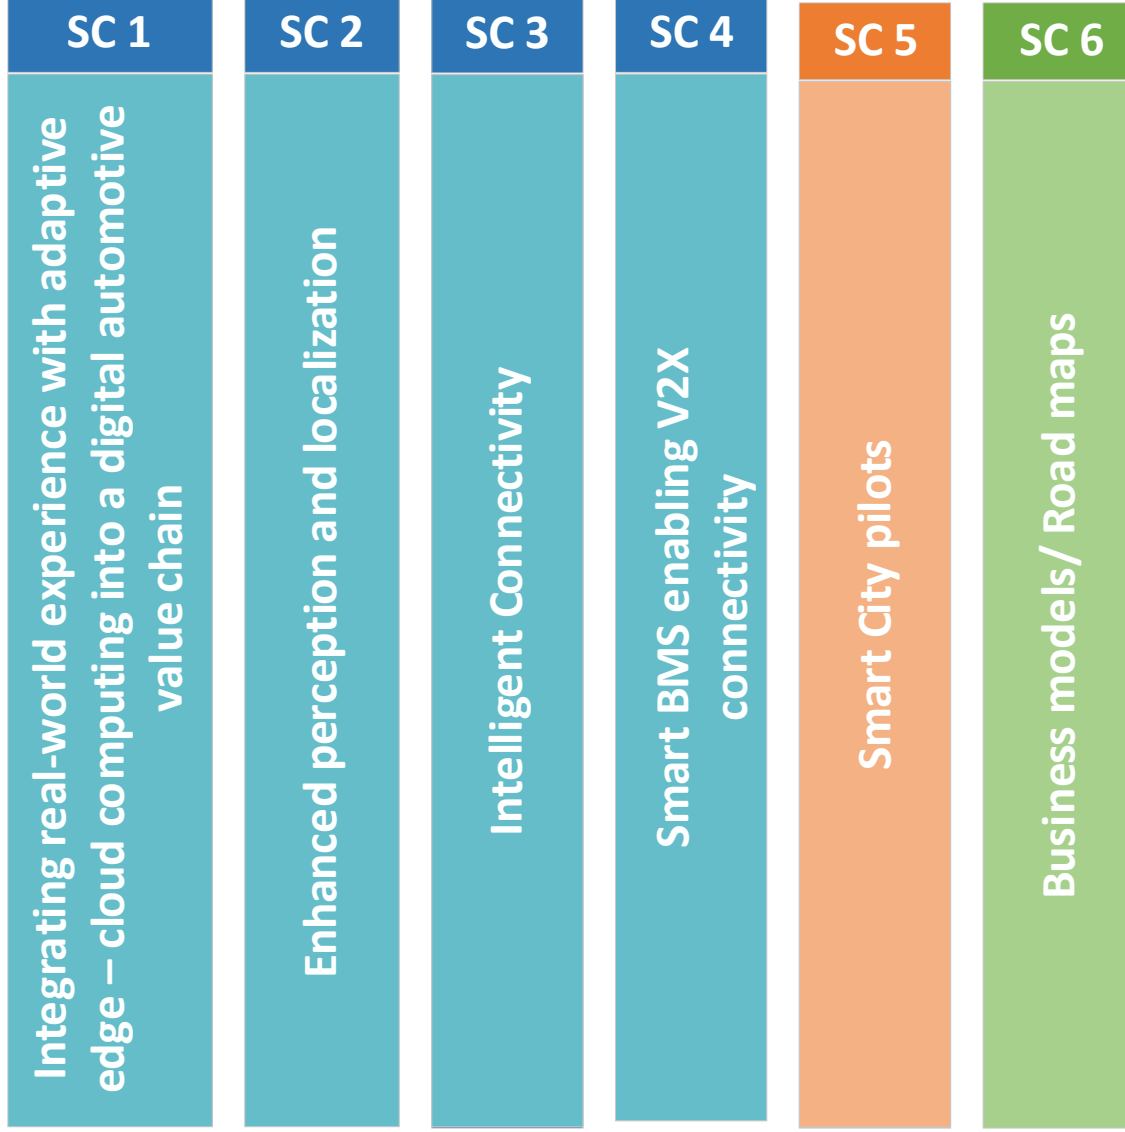 SC 1
Integrating real-world experience with adaptive
edge – cloud computing into a digital automotive
value chain
SC 2
Enhanced perception and localization
SC 3
Intelligent Connectivity
SC 4
Smart BMS enabling V2X
connectivity
SC 5
Smart City pilots
SC 6
Business models/ Road maps